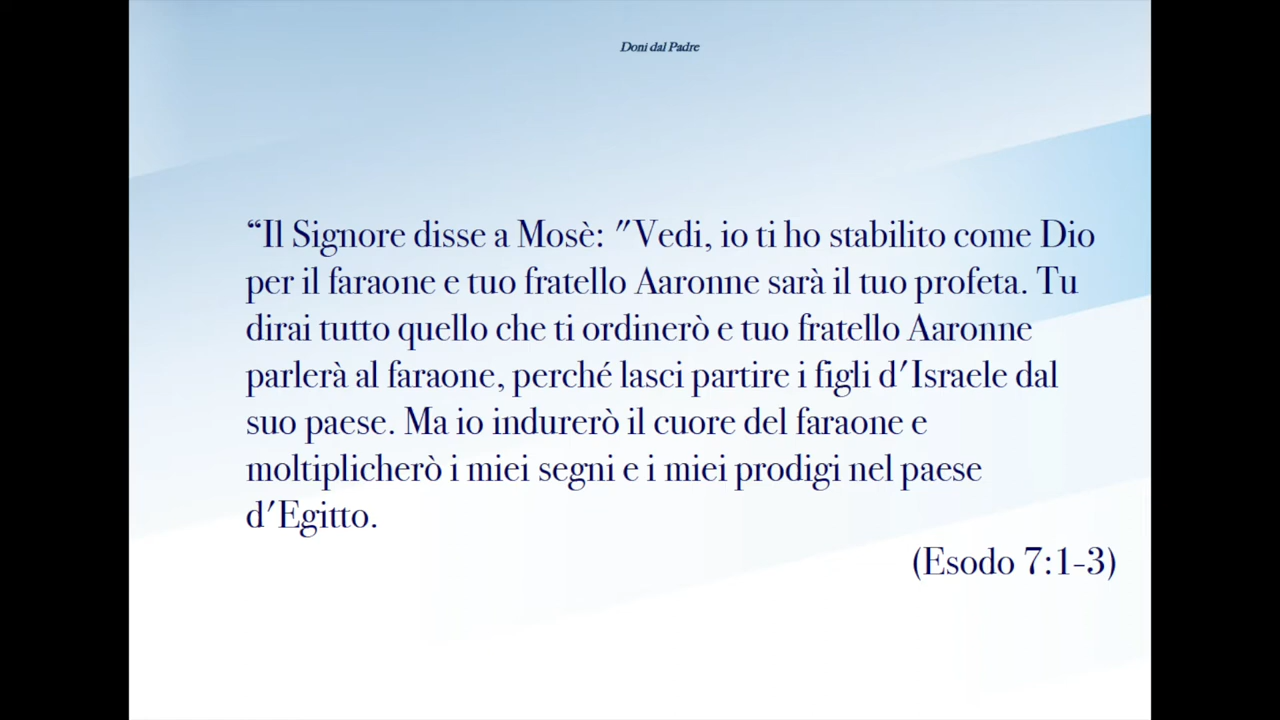 Doni dal Padre
“Il Signore disse a Mosè: "Vedi, io ti ho stabilito come Dio
per il faraone e tuo fratello Aaronne sarà il tuo profeta. Tu
dirai tutto quello che ti ordinerò e tuo fratello Aaronne
parlerà al faraone, perché lasci partire i figli d'Israele dal
suo paese. Ma io indurerò il cuore del faraone e
moltiplicherò i miei segni e i miei prodigi nel paese
d'Egitto.
(Esodo 7:1-3)